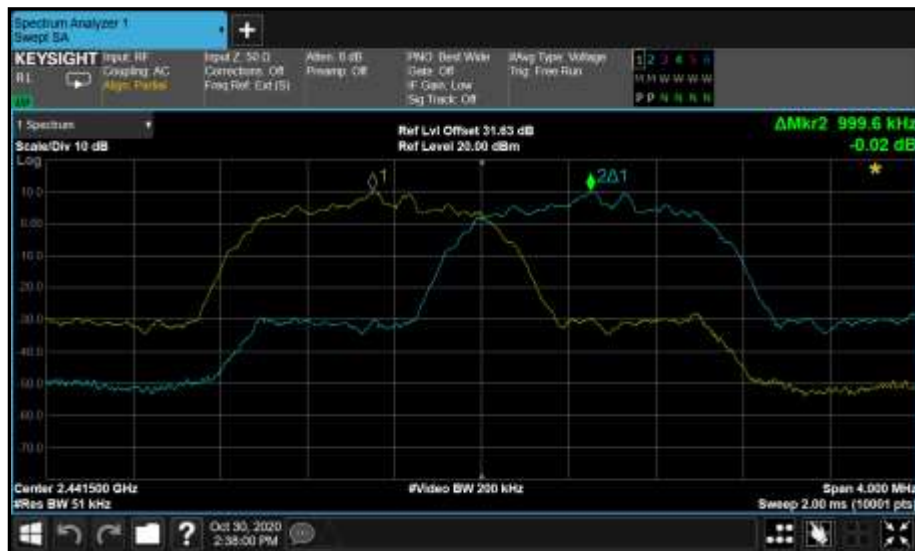 Spectrum Analyzer 1
Swept SA
+
KEYSIGHT Input: RF Input Z: 50 Ω Atten: 0 dB PNO: Best Wide #Avg Type: Voltage 1 2 3 4 5 6
R L Coupling: AC Corrections: Off Preamp: Off Gate: Off Trig: Free Run M M W W W W
Align: Partial Freq Ref: Ext (S) IF Gain: Low
Sig Track: Off P P N N N N
1 Spectrum
Ref Lvl Offset 31.63 dB
ΔMkr2 999.6 kHz
Scale/Div 10 dB Ref Level 20.00 dBm -0.02 dB
Log
1 2Δ1
10.0
0.00
-10.0
-20.0
-30.0
-40.0
-50.0
-60.0
-70.0
Center 2.441500 GHz #Video BW 200 kHz Span 4.000 MHz
#Res BW 51 kHz Sweep 2.00 ms (10001 pts)
? Oct 30, 2020
2:38:00 PM